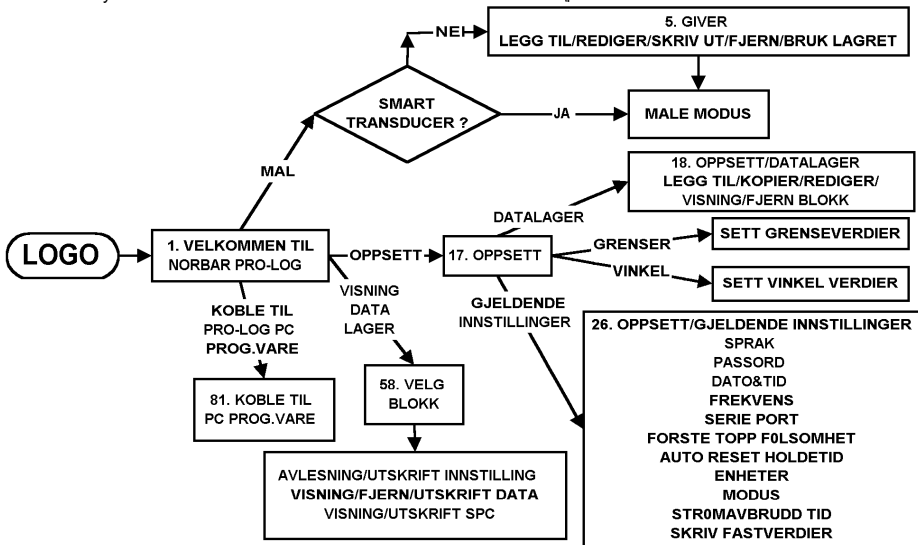 5. GIVER
LEGG TIL/REDIGER/SKRIV UT/FJERN/BRUK LAGRET
NEI
SMART
TRANSDUCER ?
JA
MALE MODUS
MAL
18. OPPSETT/DATALAGER
LEGG TIL/KOPIER/REDIGER/
VISNING/FJERN BLOKK
DATALAGER
LOGO
1. VELKOMMEN TIL
NORBAR PRO-LOG
OPPSETT
17. OPPSETT
GRENSER
SETT GRENSEVERDIER
VINKEL
SETT VINKEL VERDIER
KOBLE TIL
PRO-LOG PC
PROG.VARE
VISNING
DATA
LAGER
GJELDENDE
INNSTILLINGER
81. KOBLE TIL
PC PROG.VARE
58. VELG
BLOKK
AVLESNING/UTSKRIFT INNSTILLING
VISNING/FJERN/UTSKRIFT DATA
VISNING/UTSKRIFT SPC
26. OPPSETT/GJELDENDE INNSTILLINGER
SPRAK
PASSORD
DATO&TID
FREKVENS
SERIE PORT
FORSTE TOPP F0LSOMHET
AUTO RESET HOLDETID
ENHETER
MODUS
STR0MAVBRUDD TID
SKRIV FASTVERDIER